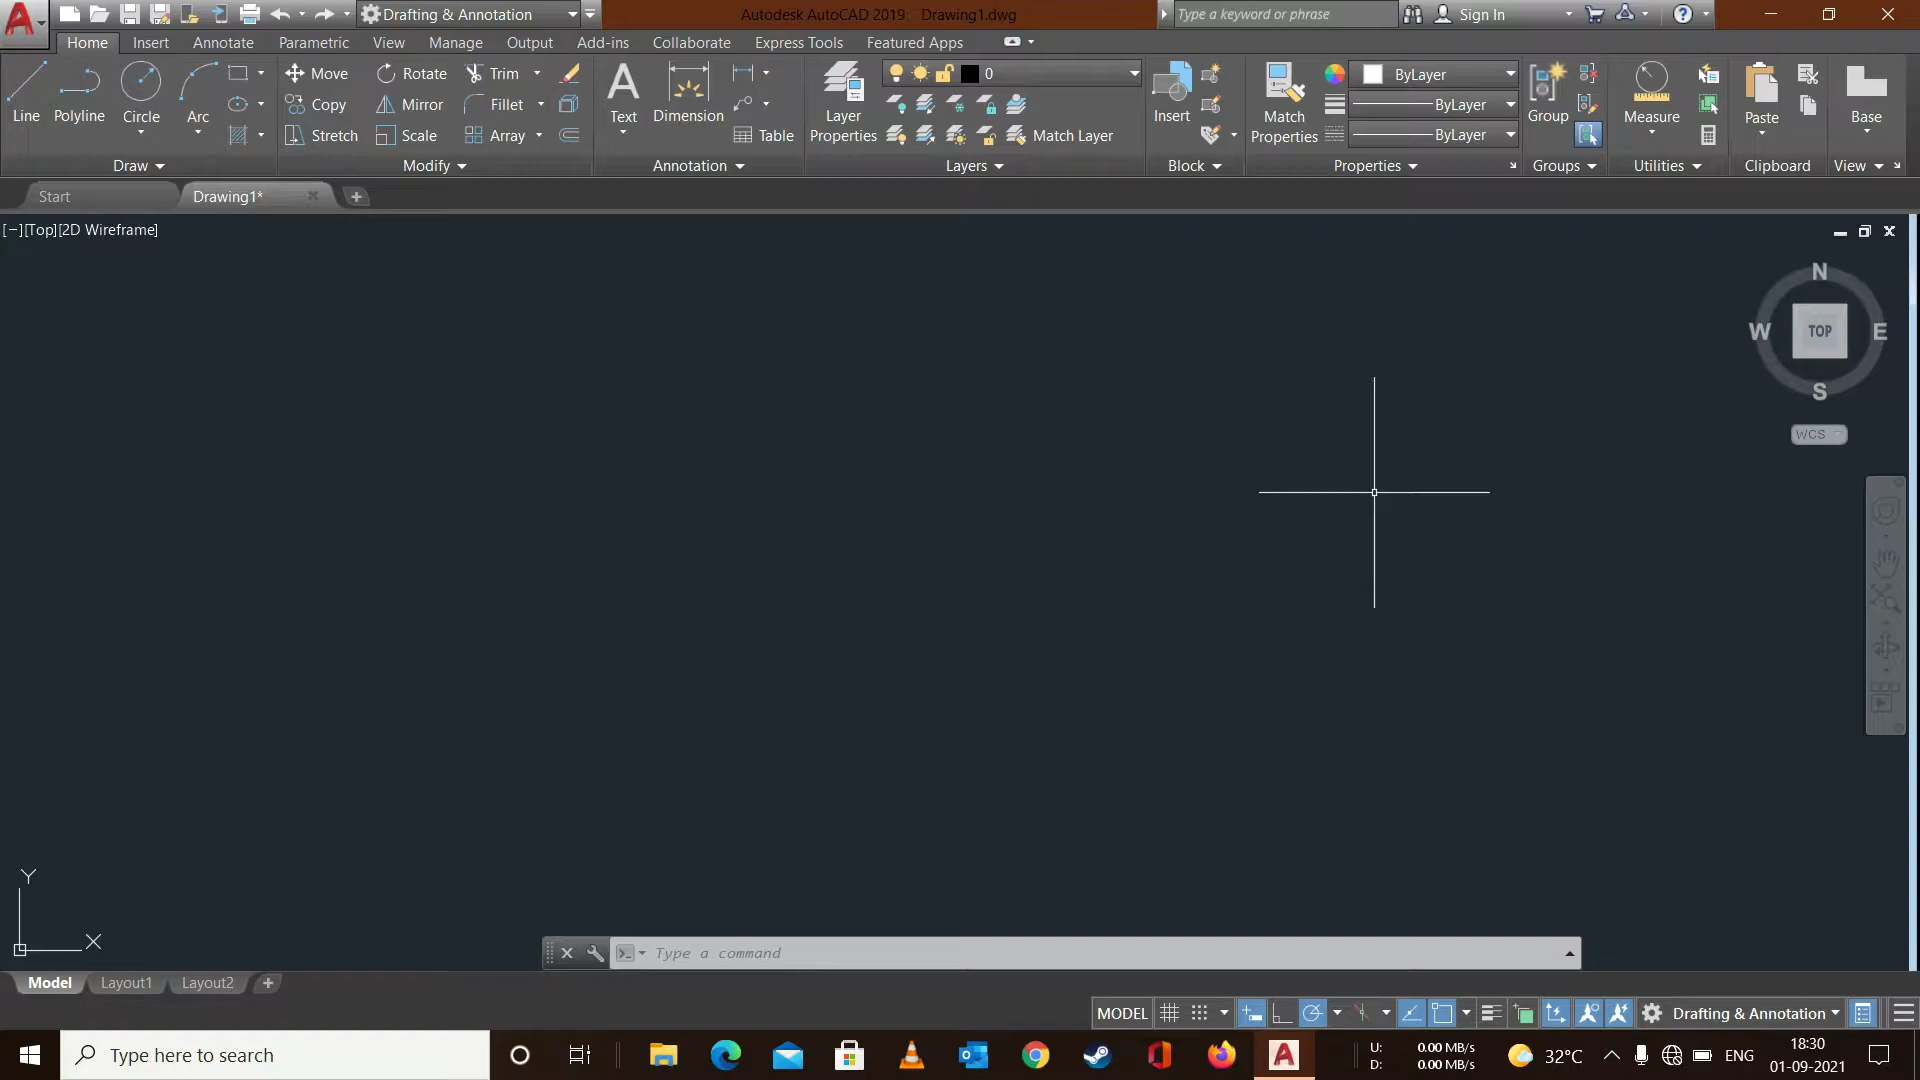 Drafting & Annotation
Autodesk AutoCAD 2019 Drawing1.dwg
Type a keyword or phrase
Sign In
Home Insert Annotate Parametric View Manage Output Add-ins Collaborate Express Tools Featured Apps
Move Rotate Trim 0 ByLayer
Copy Mirror Fillet ByLayer
Line Polyline Circle Arc Text Dimension Layer Insert Match Group Measure Paste Base
Stretch Scale Array Table Properties Match Layer Properties ByLayer
Draw Modify Annotation Layers Block Properties Groups Utilities Clipboard View
Start Drawing1*
[−][Top][2D Wireframe]
N
W TOP E
S
WCS
Y
X
Type a command
Model Layout1 Layout2
MODEL Drafting & Annotation
Type here to search
U: 0.00 MB/s
D: 0.00 MB/s
32°C
ENG
18:30
01-09-2021